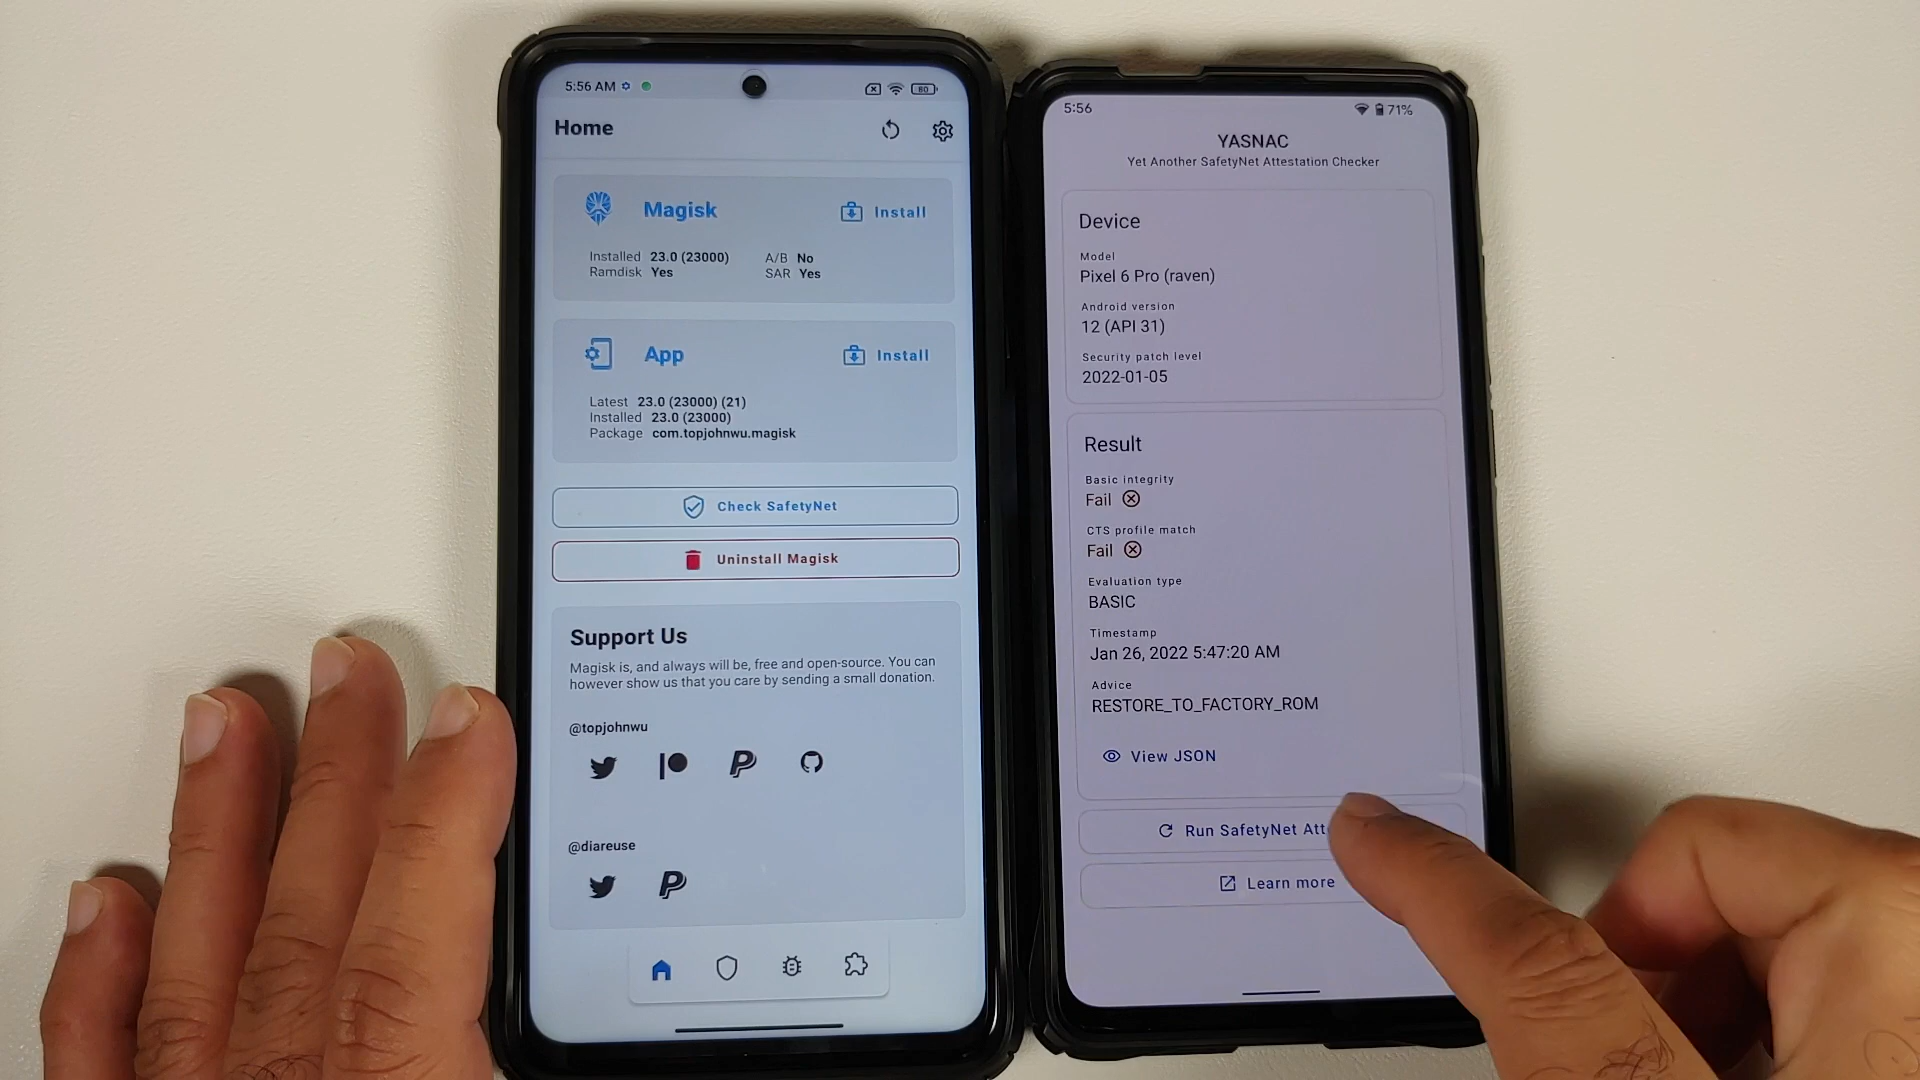 5:56 AM
80
Home
Magisk
Install
Installed 23.0 (23000)
A/B No
Ramdisk Yes
SAR Yes
App
Install
Latest 23.0 (23000) (21)
Installed 23.0 (23000)
Package com.topjohnwu.magisk
Check SafetyNet
Uninstall Magisk
Support Us
Magisk is, and always will be, free and open-source. You can
however show us that you care by sending a small donation.
@topjohnwu
@diareuse
5:56
71%
YASNAC
Yet Another SafetyNet Attestation Checker
Device
Model
Pixel 6 Pro (raven)
Android version
12 (API 31)
Security patch level
2022-01-05
Result
Basic integrity
Fail
CTS profile match
Fail
Evaluation type
BASIC
Timestamp
Jan 26, 2022 5:47:20 AM
Advice
RESTORE_TO_FACTORY_ROM
View JSON
Run SafetyNet Att
Learn more